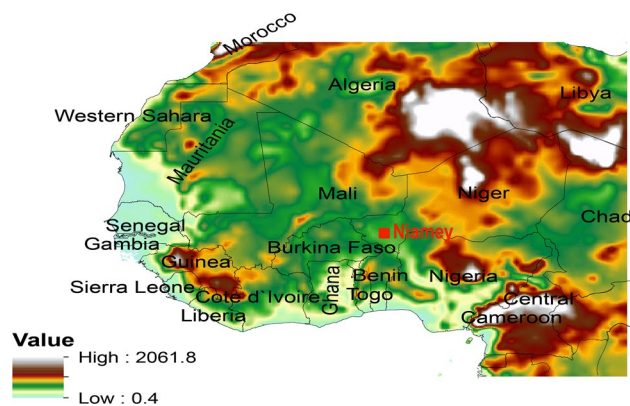 Morocco
Algeria
Libya
Western Sahara
Mauritania
Mali
Niger
Chad
Senegal
Niamey
Gambia
Burkina Faso
Guinea
Benin
Nigeria
Sierra Leone
Ghana
Togo
Cote d`Ivoire
Central
Liberia
Cameroon
Value
High : 2061.8
Low : 0.4